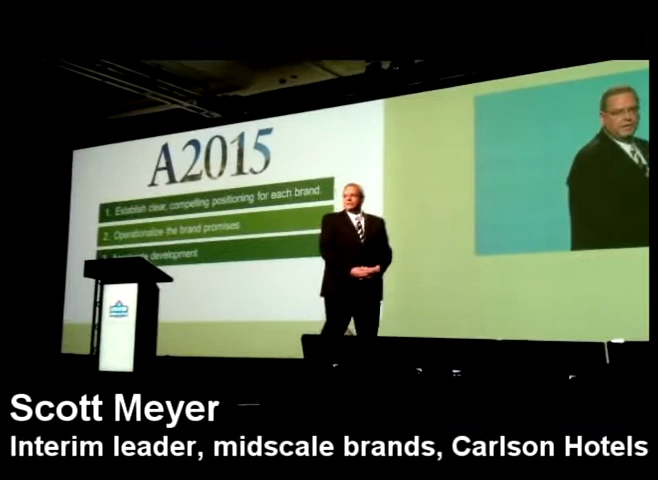 A2015
1. Establish clear, compelling positioning for each brand
2. Operationalize the brand promises
development
Scott Meyer
Interim leader, midscale brands, Carlson Hotels